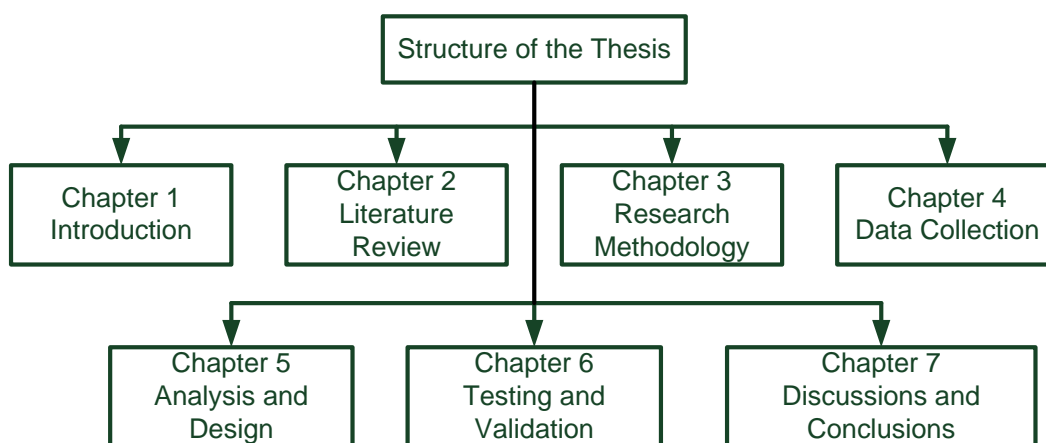 Structure of the Thesis
Chapter 1
Introduction
Chapter 2
Literature
Review
Chapter 3
Research
Methodology
Chapter 4
Data Collection
Chapter 5
Analysis and
Design
Chapter 6
Testing and
Validation
Chapter 7
Discussions and
Conclusions